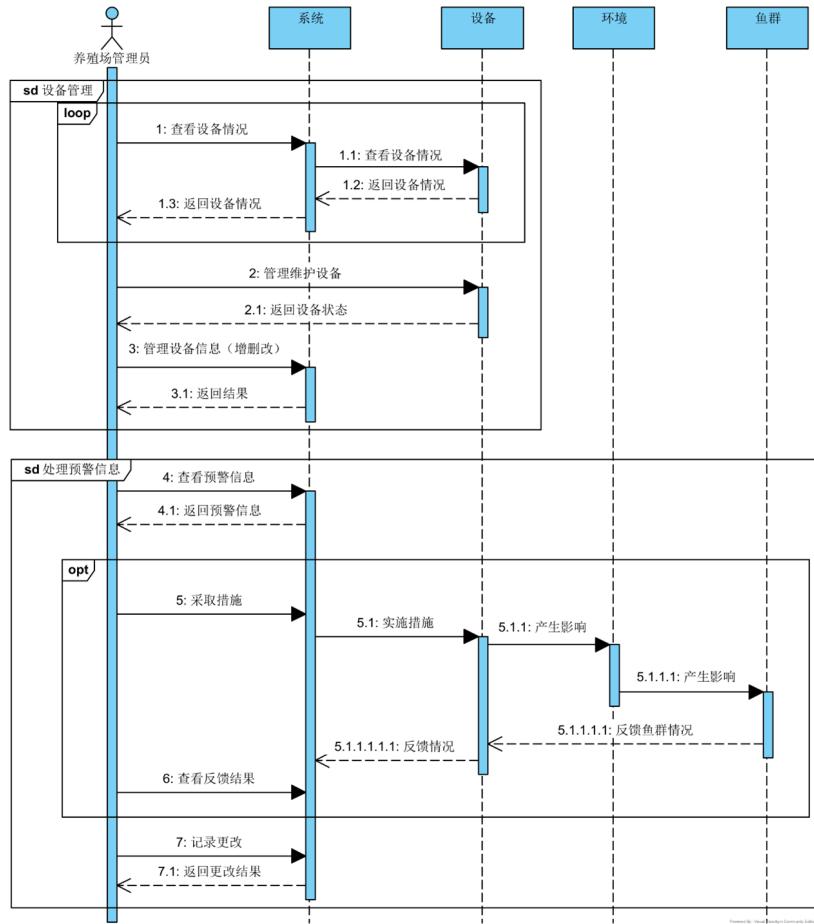 系统
设备
环境
鱼群
养殖场管理员
sd 设备管理
loop
1: 查看设备情况
1.1: 查看设备情况
1.2: 返回设备情况
1.3: 返回设备情况
2: 管理维护设备
2.1: 返回设备状态
3: 管理设备信息（增删改）
3.1: 返回结果
sd 处理预警信息
4: 查看预警信息
4.1: 返回预警信息
opt
5: 采取措施
5.1: 实施措施
5.1.1: 产生影响
5.1.1.1: 产生影响
5.1.1.1.1: 反馈鱼群情况
5.1.1.1.1.1: 反馈情况
6: 查看反馈结果
7: 记录更改
7.1: 返回更改结果
Powered By Visual Paradigm Community Edition